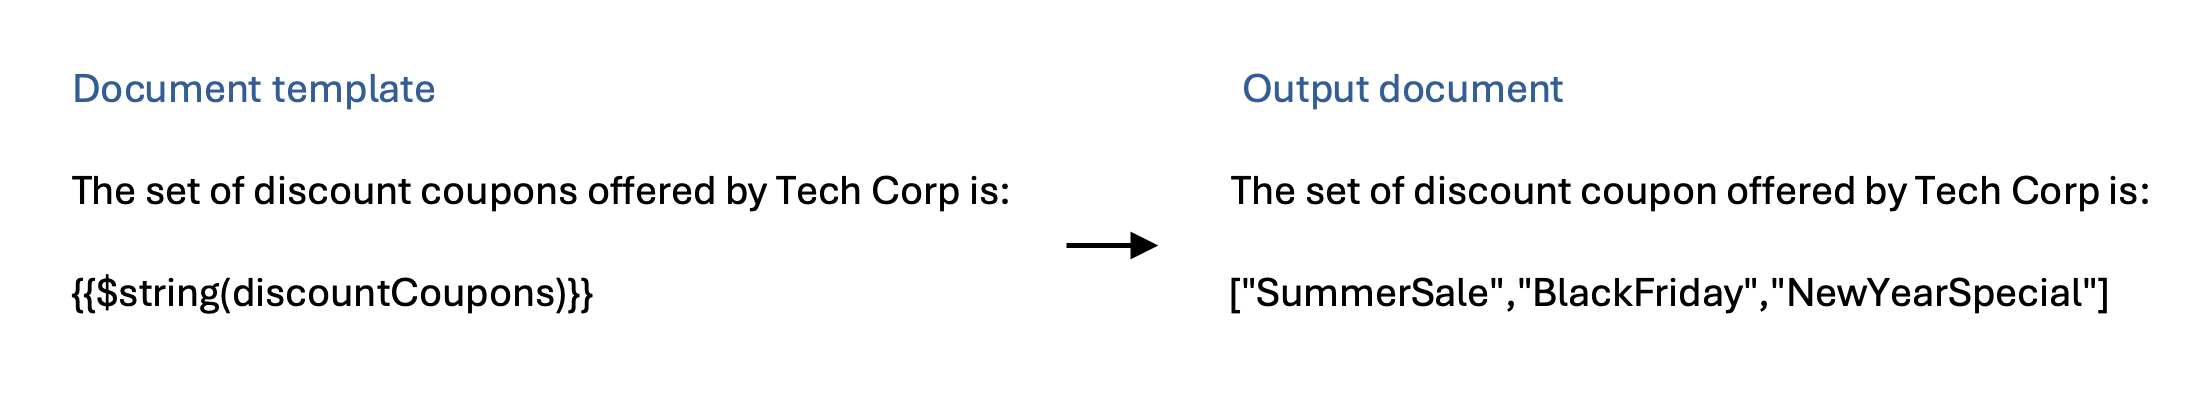 Document template
The set of discount coupons offered by Tech Corp is:
{{$string(discountCoupons)}}
Output document
The set of discount coupon offered by Tech Corp is:
["SummerSale","BlackFriday","NewYearSpecial"]